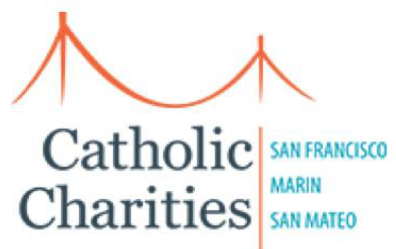 Catholic
Charities
SAN FRANCISCO
MARIN
SAN MATEO